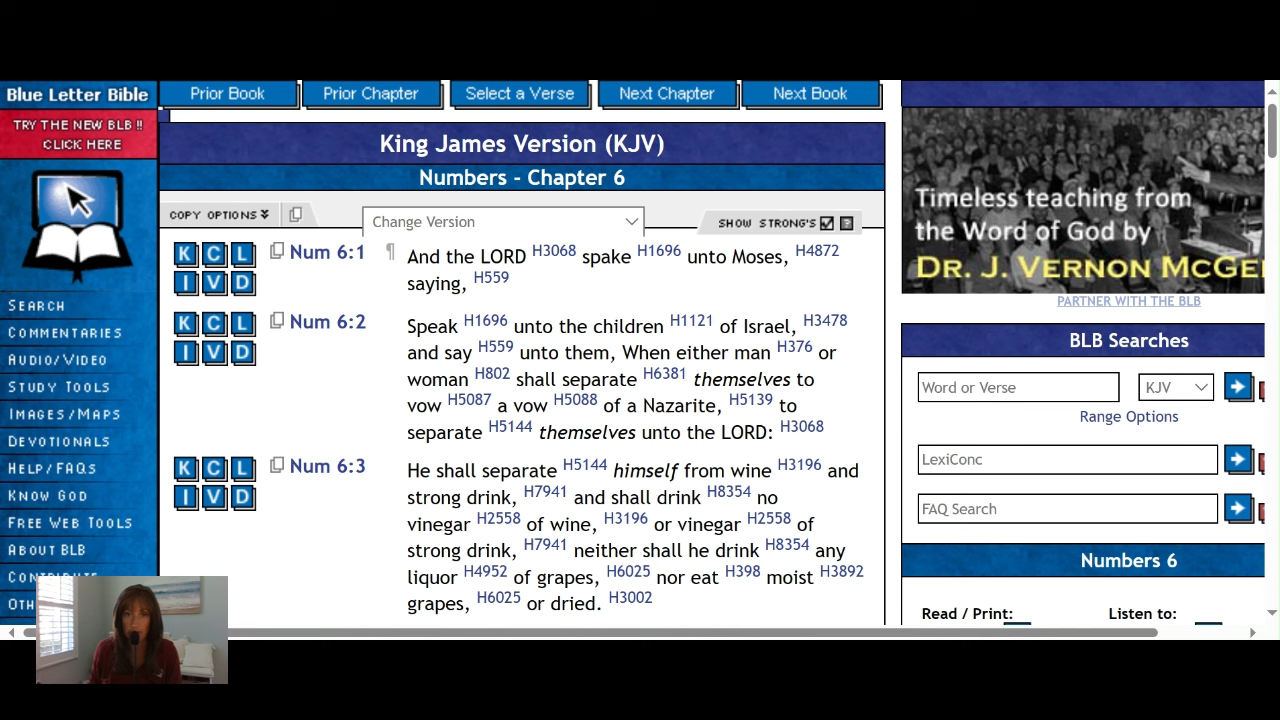 Blue Letter Bible
Prior Book
Prior Chapter
Select a Verse
Next Chapter
Next Book
TRY THE NEW BLB !!
CLICK HERE
King James Version (KJV)
Numbers - Chapter 6
COPY OPTIONS
Change Version
SHOW STRONG'S
K C L
I V D
Num 6:1
¶ And the LORD H3068 spake H1696 unto Moses, H4872
saying, H559
K C L
I V D
Num 6:2
Speak H1696 unto the children H1121 of Israel, H3478
and say H559 unto them, When either man H376 or
woman H802 shall separate H6381 themselves to
vow H5087 a vow H5088 of a Nazarite, H5139 to
separate H5144 themselves unto the LORD: H3068
K C L
I V D
Num 6:3
He shall separate H5144 himself from wine H3196 and
strong drink, H7941 and shall drink H8354 no
vinegar H2558 of wine, H3196 or vinegar H2558 of
strong drink, H7941 neither shall he drink H8354 any
liquor H4952 of grapes, H6025 nor eat H398 moist H3892
grapes, H6025 or dried. H3002
SEARCH
COMMENTARIES
AUDIO/VIDEO
STUDY TOOLS
IMAGES/MAPS
DEVOTIONALS
HELP/FAQS
KNOW GOD
FREE WEB TOOLS
ABOUT BLB
Timeless teaching from
the Word of God by
DR. J. VERNON MCGE
PARTNER WITH THE BLB
BLB Searches
Word or Verse
KJV
Range Options
LexiConc
FAQ Search
Numbers 6
Read / Print:
Listen to: